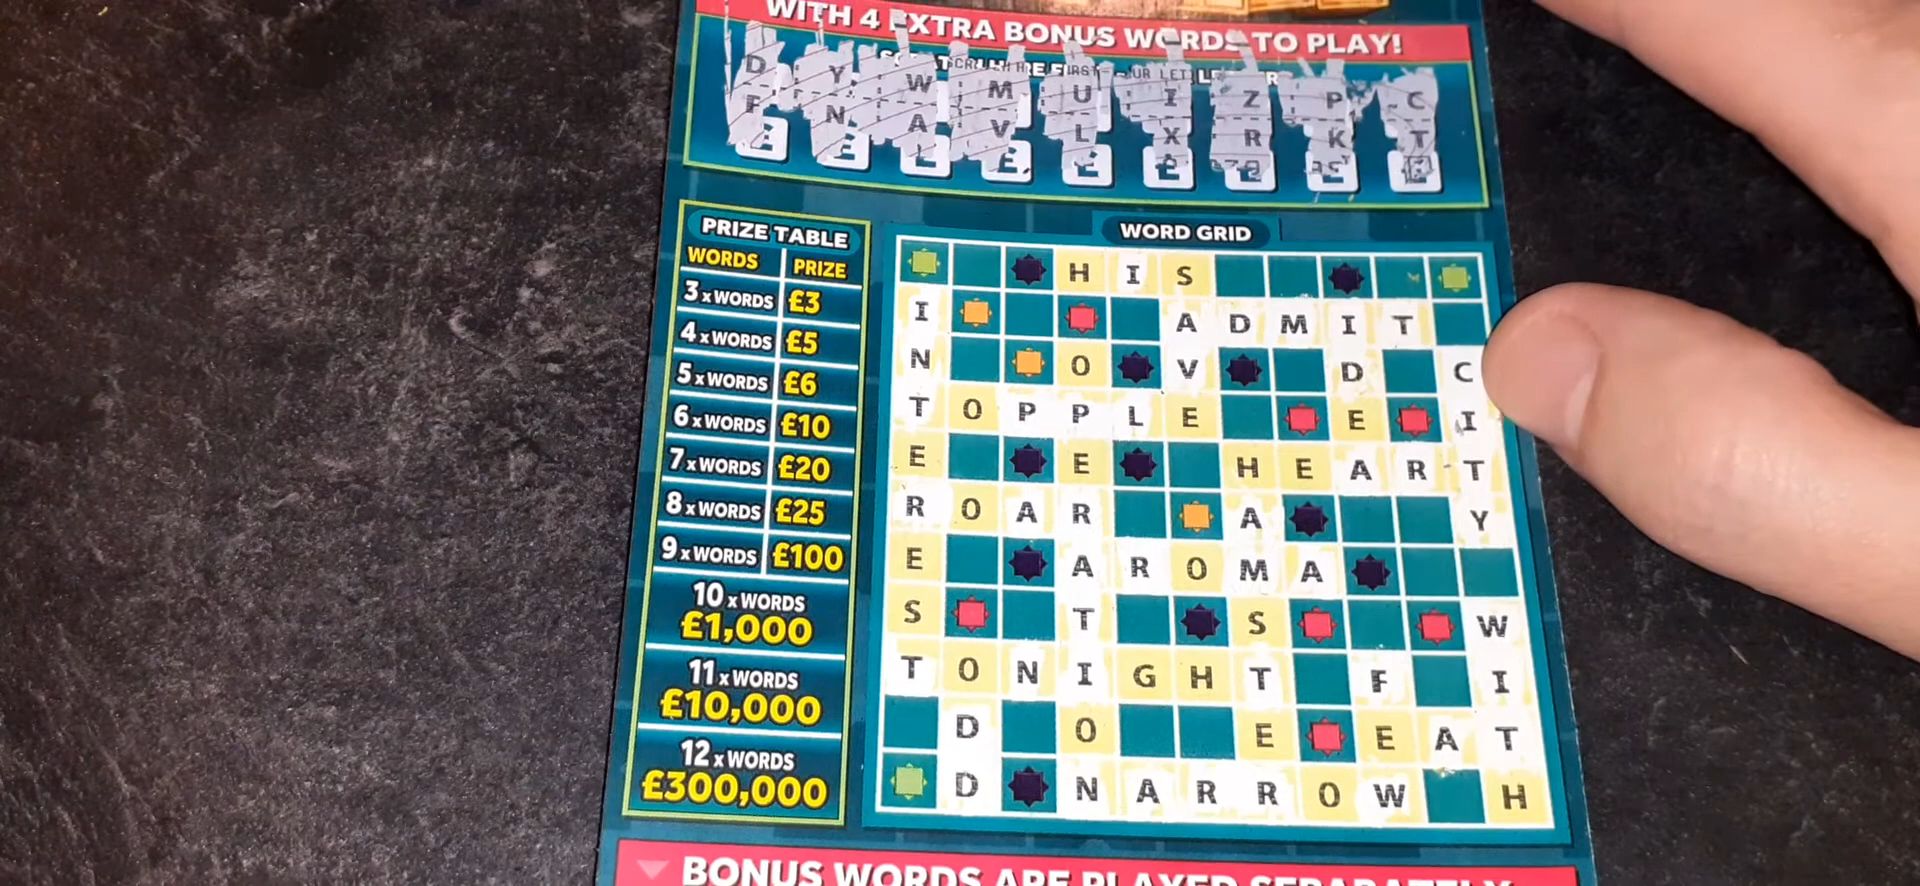 WITH 4 EXTRA BONUS WORDS TO PLAY!
D Y W M U I Z P C
F N A V L X R K T
PRIZE TABLE
WORDS PRIZE
3 x WORDS £3
4 x WORDS £5
5 x WORDS £6
6 x WORDS £10
7 x WORDS £20
8 x WORDS £25
9 x WORDS £100
10 x WORDS
£1,000
11 x WORDS
£10,000
12 x WORDS
£300,000
WORD GRID
H I S
I A D M I T
N O V D C
T O P P L E E I
E E H E A R T
R O A R A Y
E A R O M A
S T S W
T O N I G H T F I
D O E E A T
D N A R R O W H
BONUS WORDS ARE PLAYED SEPARATELY